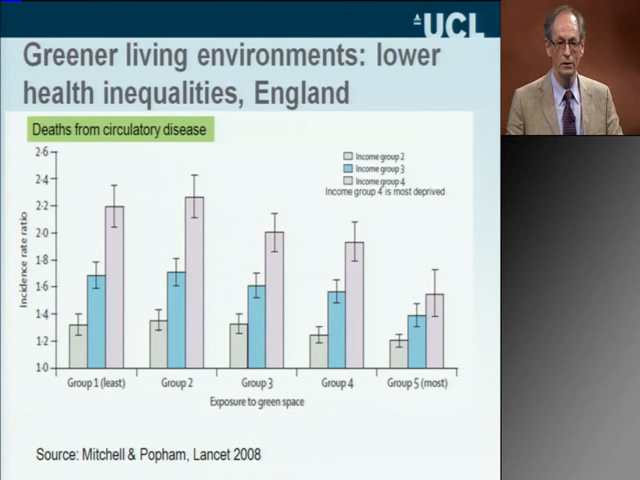 UCL
Greener living environments: lower
health inequalities, England
Deaths from circulatory disease
Income group 2
Income group 3
Income group 4
Income group 4 is most deprived
Incidence rate ratio
2·6
2·4
2·2
2·0
1·8
1·6
1·4
1·2
1·0
Group 1 (least) Group 2 Group 3 Group 4 Group 5 (most)
Exposure to green space
Source: Mitchell & Popham, Lancet 2008